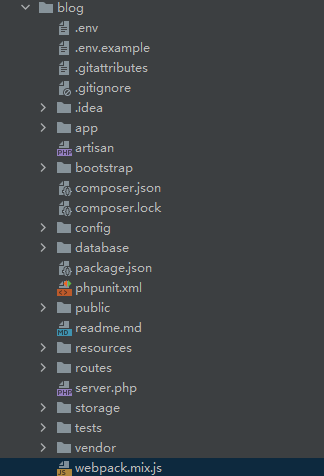 blog
.env
.env.example
.gitattributes
.gitignore
.idea
app
artisan
bootstrap
composer.json
composer.lock
config
database
package.json
phpunit.xml
public
readme.md
resources
routes
server.php
storage
tests
vendor
webpack.mix.js